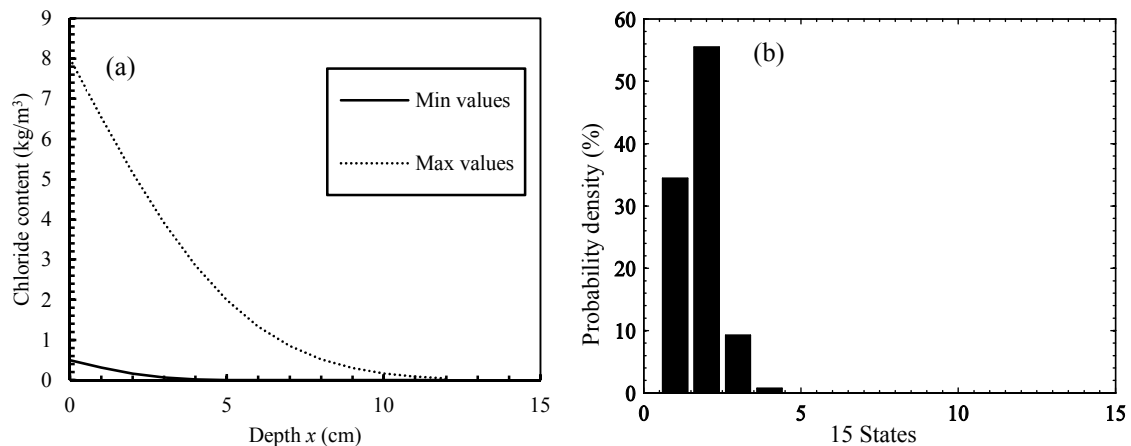 9
8
7
6
5
4
3
2
1
0
Chloride content (kg/m³)
(a)
Min values
Max values
0 5 10 15
Depth x (cm)
60
50
40
30
20
10
0
Probability density (%)
(b)
0 5 10 15
15 States